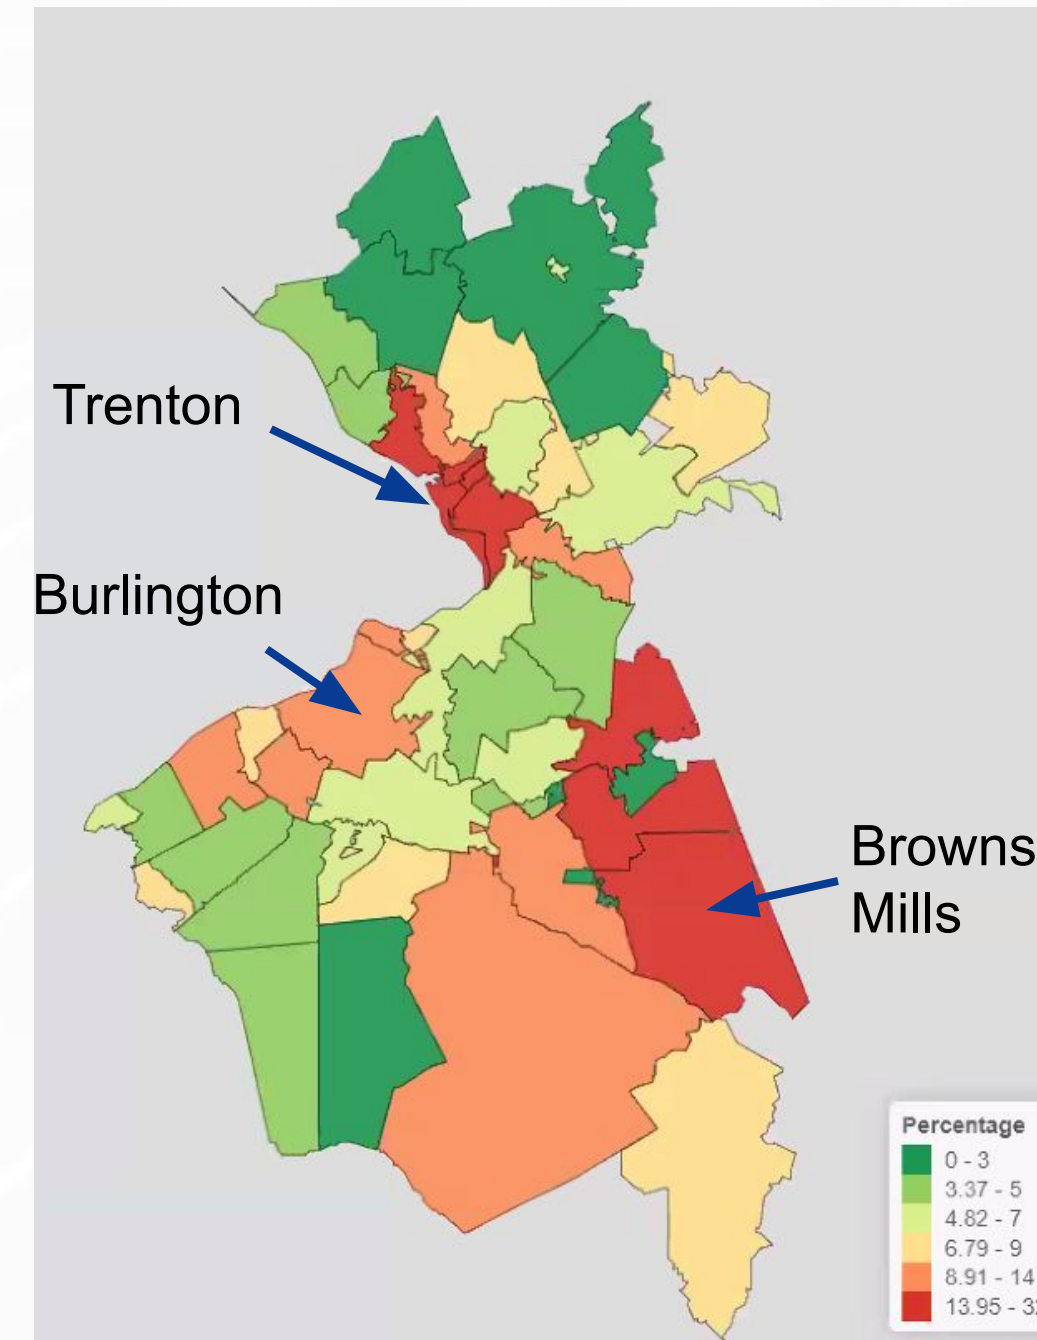 Trenton
Burlington
Browns
Mills
Percentage
0 - 3
3.37 - 5
4.82 - 7
6.79 - 9
8.91 - 14
13.95 -